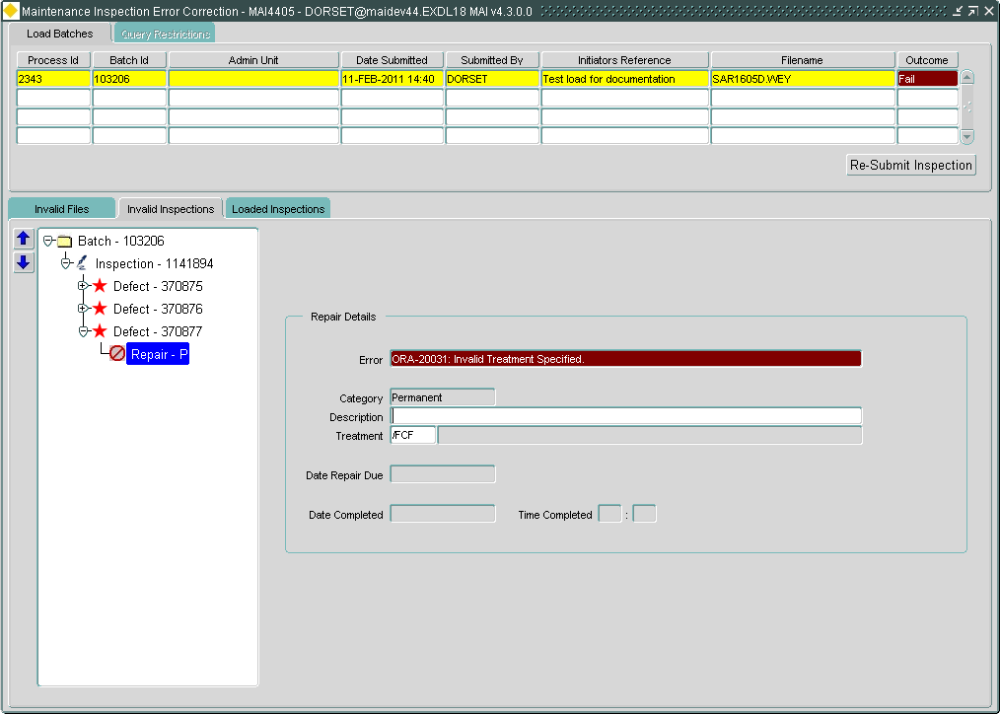 Maintenance Inspection Error Correction - MAI4405 - DORSET@maidev44.EXDL18 MAI v4.3.0.0
Load Batches Query Restrictions
Process Id Batch Id Admin Unit Date Submitted Submitted By Initiators Reference Filename Outcome
2343 103206 11-FEB-2011 14:40 DORSET Test load for documentation SAR1605D.WEY Fail
Re-Submit Inspection
Invalid Files Invalid Inspections Loaded Inspections
Batch - 103206
Inspection - 1141894
Defect - 370875
Defect - 370876
Defect - 370877
Repair - P
Repair Details
Error ORA-20031: Invalid Treatment Specified.
Category Permanent
Description
Treatment /FCF
Date Repair Due
Date Completed Time Completed :